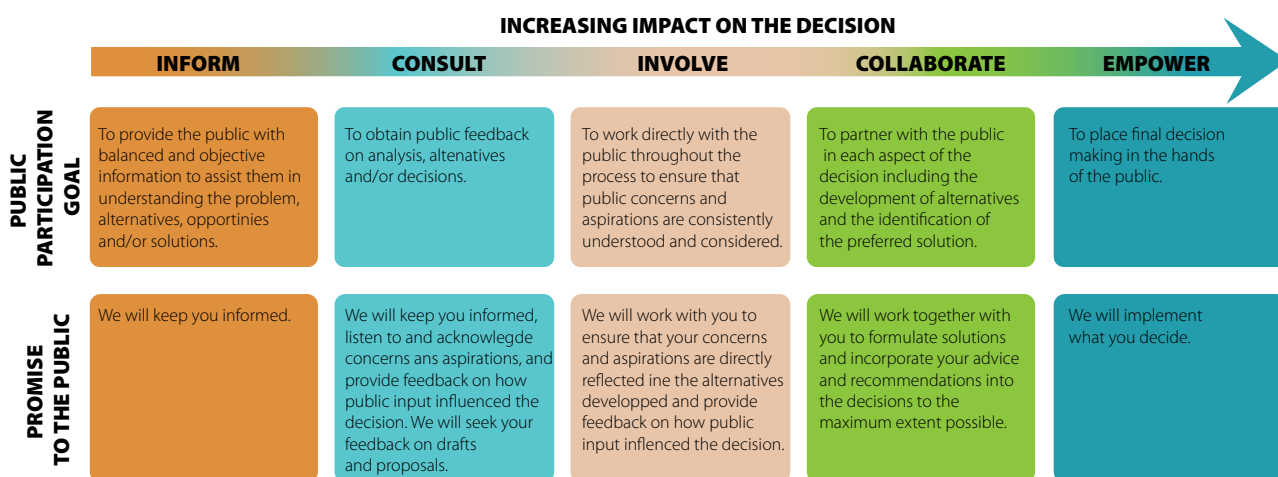 INCREASING IMPACT ON THE DECISION
INFORM
CONSULT
INVOLVE
COLLABORATE
EMPOWER
PUBLIC
PARTICIPATION
GOAL
To provide the public with
balanced and objective
information to assist them in
understanding the problem,
alternatives, opportinies
and/or solutions.
To obtain public feedback
on analysis, altenatives
and/or decisions.
To work directly with the
public throughout the
process to ensure that
public concerns and
aspirations are consistently
understood and considered.
To partner with the public
in each aspect of the
decision including the
development of alternatives
and the identification of
the preferred solution.
To place final decision
making in the hands
of the public.
PROMISE
TO THE PUBLIC
We will keep you informed.
We will keep you informed,
listen to and acknowlegde
concerns ans aspirations, and
provide feedback on how
public input influenced the
decision. We will seek your
feedback on drafts
and proposals.
We will work with you to
ensure that your concerns
and aspirations are directly
reflected ine the alternatives
developped and provide
feedback on how public
input inflenced the decision.
We will work together with
you to formulate solutions
and incorporate your advice
and recommendations into
the decisions to the
maximum extent possible.
We will implement
what you decide.